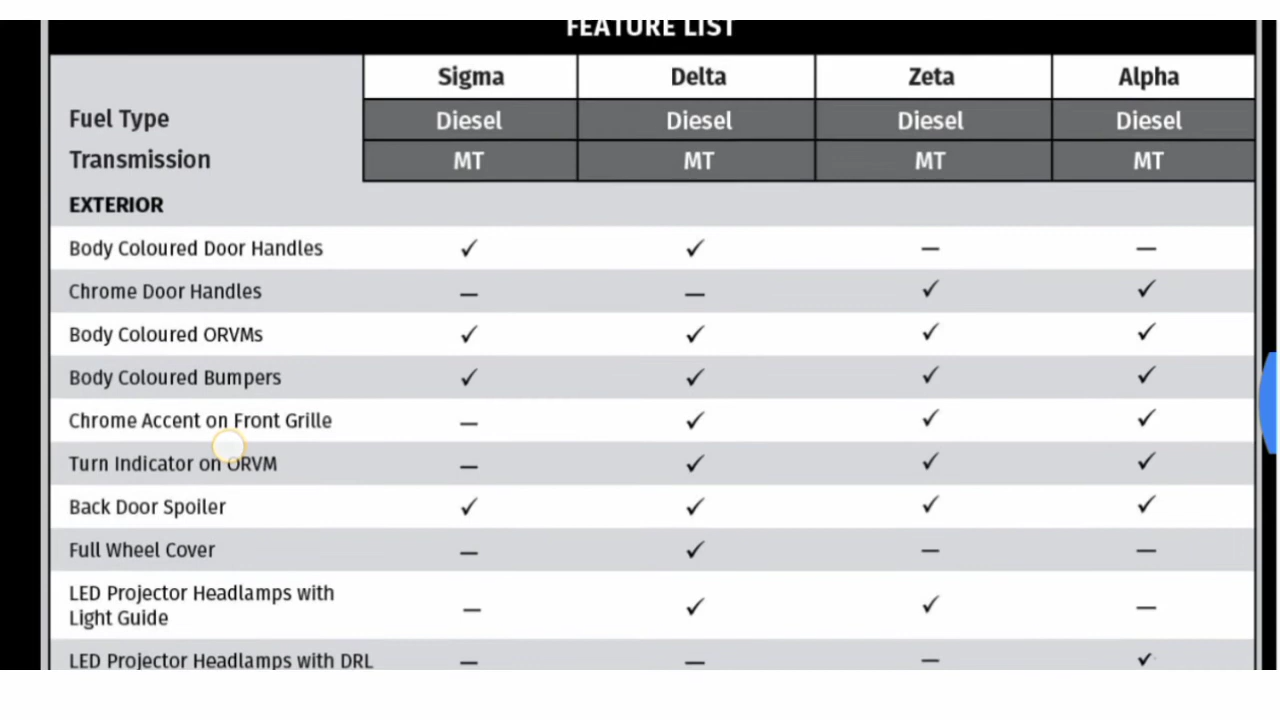 FEATURE LIST
Sigma Delta Zeta Alpha
Fuel Type Diesel Diesel Diesel Diesel
Transmission MT MT MT MT
EXTERIOR
Body Coloured Door Handles ✓ ✓ – –
Chrome Door Handles – – ✓ ✓
Body Coloured ORVMs ✓ ✓ ✓ ✓
Body Coloured Bumpers ✓ ✓ ✓ ✓
Chrome Accent on Front Grille – ✓ ✓ ✓
Turn Indicator on ORVM – ✓ ✓ ✓
Back Door Spoiler ✓ ✓ ✓ ✓
Full Wheel Cover – ✓ – –
LED Projector Headlamps with
Light Guide – ✓ ✓ –
LED Projector Headlamps with DRL – – – ✓